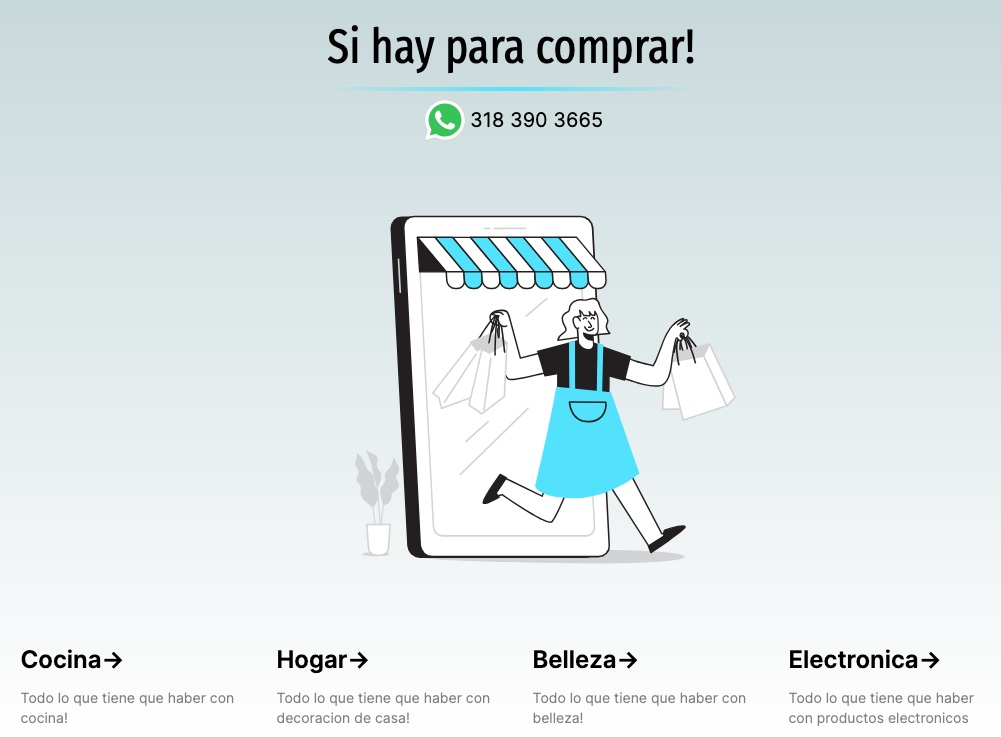 Si hay para comprar!
318 390 3665
Cocina→
Todo lo que tiene que haber con
cocina!
Hogar→
Todo lo que tiene que haber con
decoracion de casa!
Belleza→
Todo lo que tiene que haber con
belleza!
Electronica→
Todo lo que tiene que haber
con productos electronicos